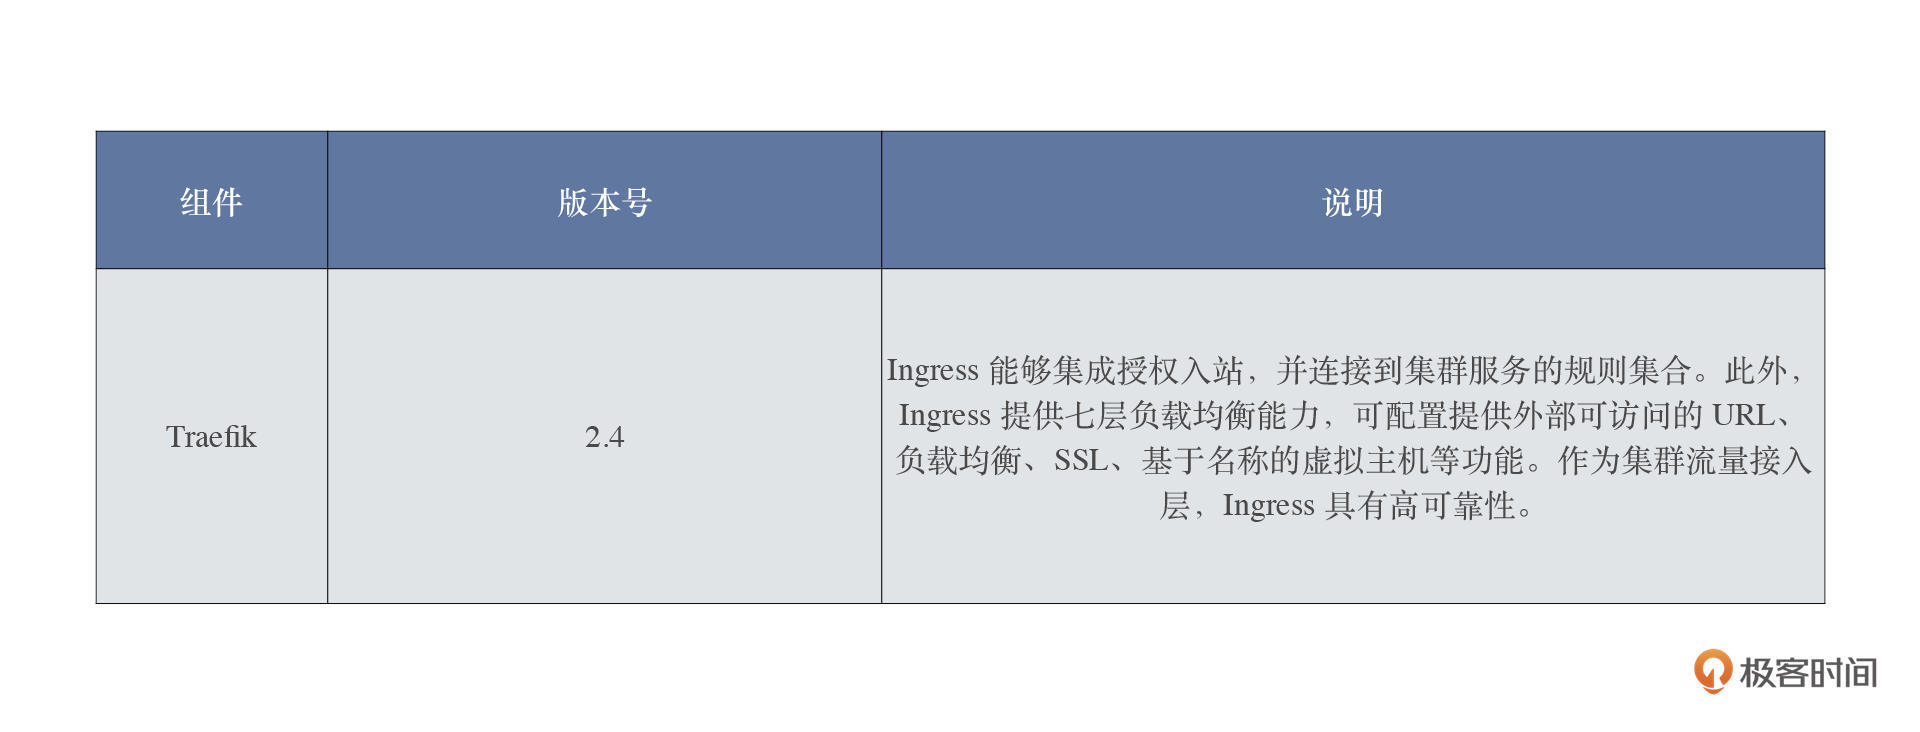 组件
版本号
说明
Traefik
2.4
Ingress 能够集成授权入站，并连接到集群服务的规则集合。此外，
Ingress 提供七层负载均衡能力，可配置提供外部可访问的 URL、
负载均衡、SSL、基于名称的虚拟主机等功能。作为集群流量接入
层，Ingress 具有高可靠性。
极客时间